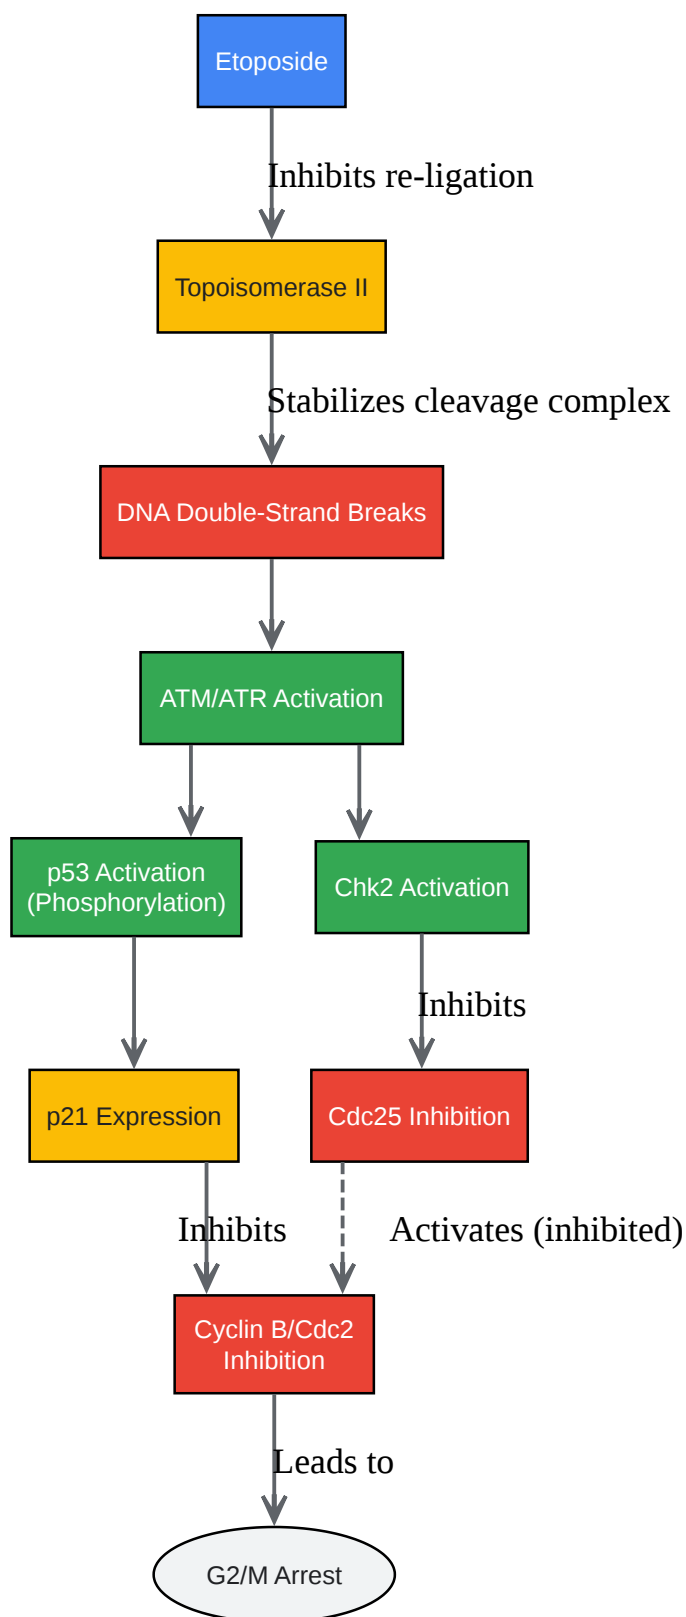 Etoposide
Inhibits re-ligation
Topoisomerase II
Stabilizes cleavage complex
DNA Double-Strand Breaks
ATM/ATR Activation
p53 Activation
(Phosphorylation)
Chk2 Activation
Inhibits
p21 Expression
Cdc25 Inhibition
Inhibits
Activates (inhibited)
Cyclin B/Cdc2
Inhibition
Leads to
G2/M Arrest